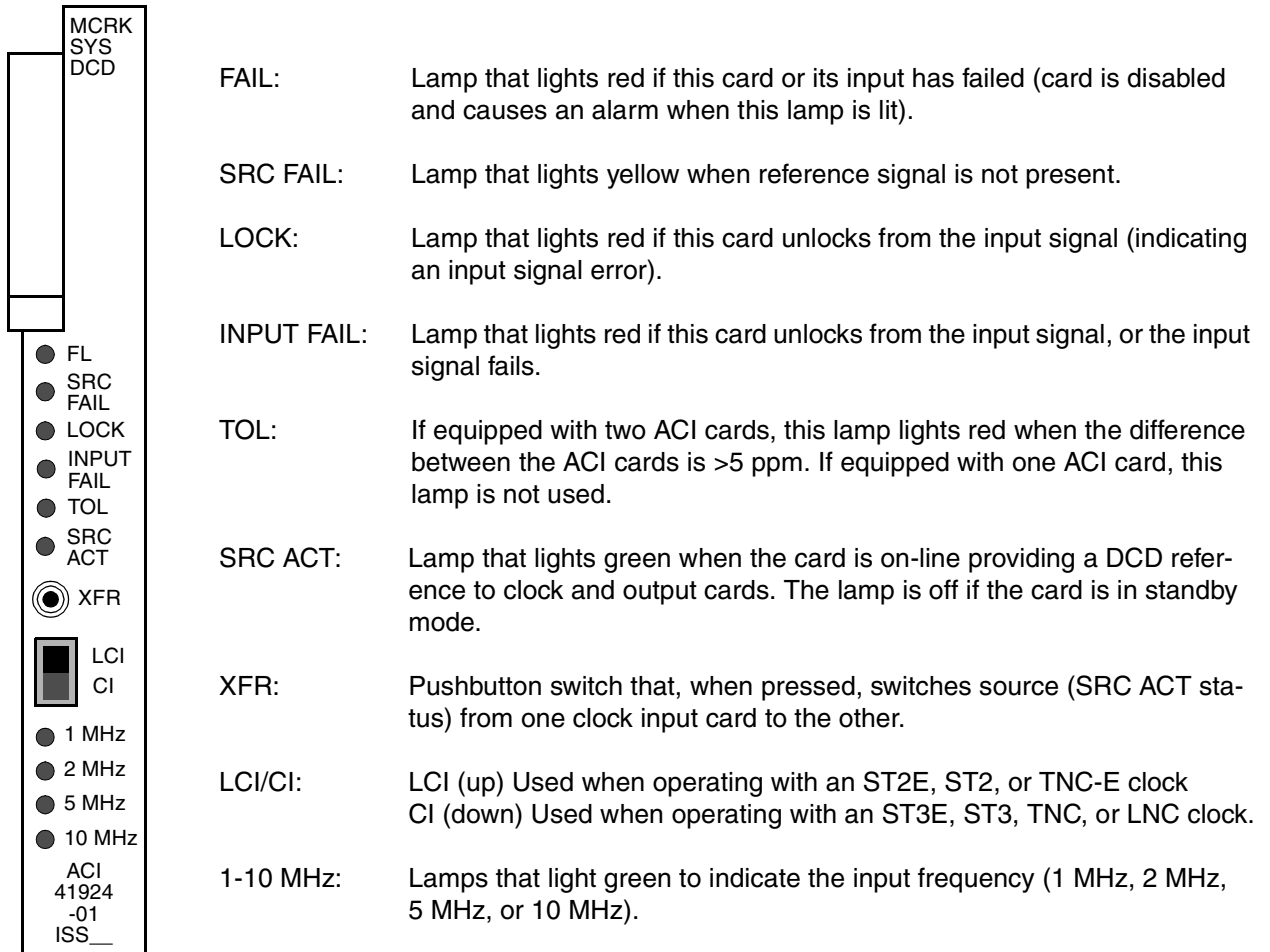 MCRK
SYS
DCD
FL
SRC
FAIL
LOCK
INPUT
FAIL
TOL
SRC
ACT
XFR
LCI
CI
1 MHz
2 MHz
5 MHz
10 MHz
ACI
41924
-01
ISS__
FAIL: Lamp that lights red if this card or its input has failed (card is disabled
and causes an alarm when this lamp is lit).
SRC FAIL: Lamp that lights yellow when reference signal is not present.
LOCK: Lamp that lights red if this card unlocks from the input signal (indicating
an input signal error).
INPUT FAIL: Lamp that lights red if this card unlocks from the input signal, or the input
signal fails.
TOL: If equipped with two ACI cards, this lamp lights red when the difference
between the ACI cards is >5 ppm. If equipped with one ACI card, this
lamp is not used.
SRC ACT: Lamp that lights green when the card is on-line providing a DCD refer-
ence to clock and output cards. The lamp is off if the card is in standby
mode.
XFR: Pushbutton switch that, when pressed, switches source (SRC ACT sta-
tus) from one clock input card to the other.
LCI/CI: LCI (up) Used when operating with an ST2E, ST2, or TNC-E clock
CI (down) Used when operating with an ST3E, ST3, TNC, or LNC clock.
1-10 MHz: Lamps that light green to indicate the input frequency (1 MHz, 2 MHz,
5 MHz, or 10 MHz).